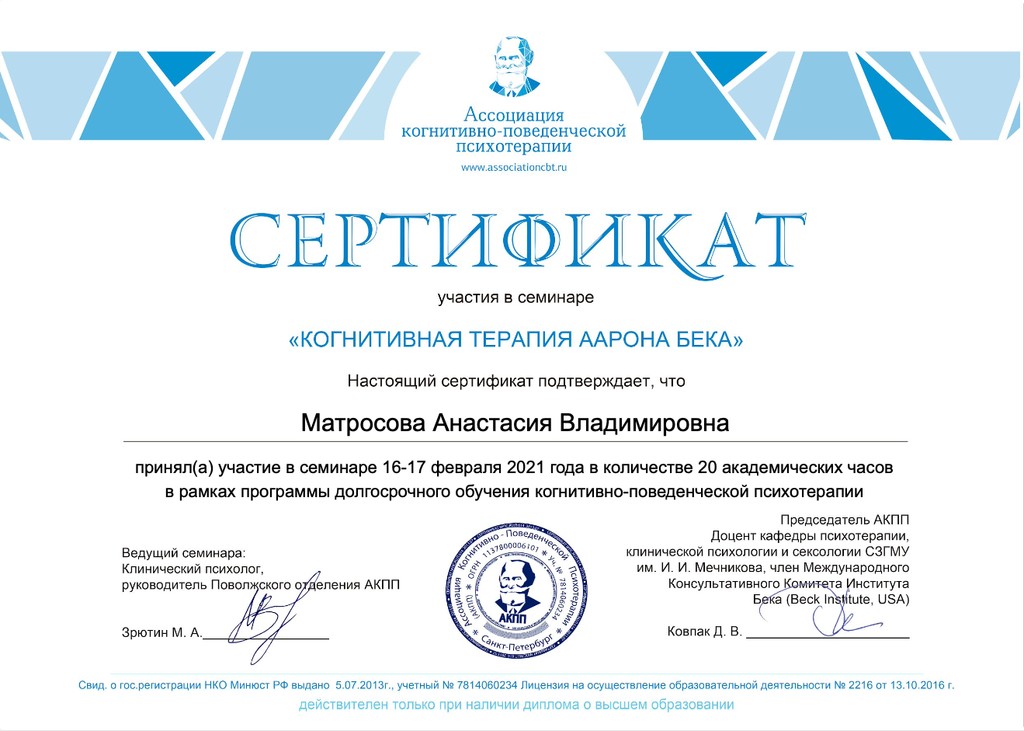 Ассоциация
когнитивно-поведенческой
психотерапии
www.associationcbt.ru
СЕРТИФИКАТ
участия в семинаре
«КОГНИТИВНАЯ ТЕРАПИЯ ААРОНА БЕКА»
Настоящий сертификат подтверждает, что
Матросова Анастасия Владимировна
принял(а) участие в семинаре 16-17 февраля 2021 года в количестве 20 академических часов
в рамках программы долгосрочного обучения когнитивно-поведенческой психотерапии
Ведущий семинара:
Клинический психолог,
руководитель Поволжского отделения АКПП
Зрютин М. А.
Ассоциация Когнитивно - Поведенческой Психотерапии
(АКПП) ✱ ОГРН 1137800006101 ✱ Уч. № 7814060234
АКПП
✱ Санкт-Петербург ✱
Председатель АКПП
Доцент кафедры психотерапии,
клинической психологии и сексологии СЗГМУ
им. И. И. Мечникова, член Международного
Консультативного Комитета Института
Бека (Beck Institute, USA)
Ковпак Д. В.
Свид. о гос.регистрации НКО Минюст РФ выдано 5.07.2013г., учетный № 7814060234 Лицензия на осуществление образовательной деятельности № 2216 от 13.10.2016 г.
действителен только при наличии диплома о высшем образовании